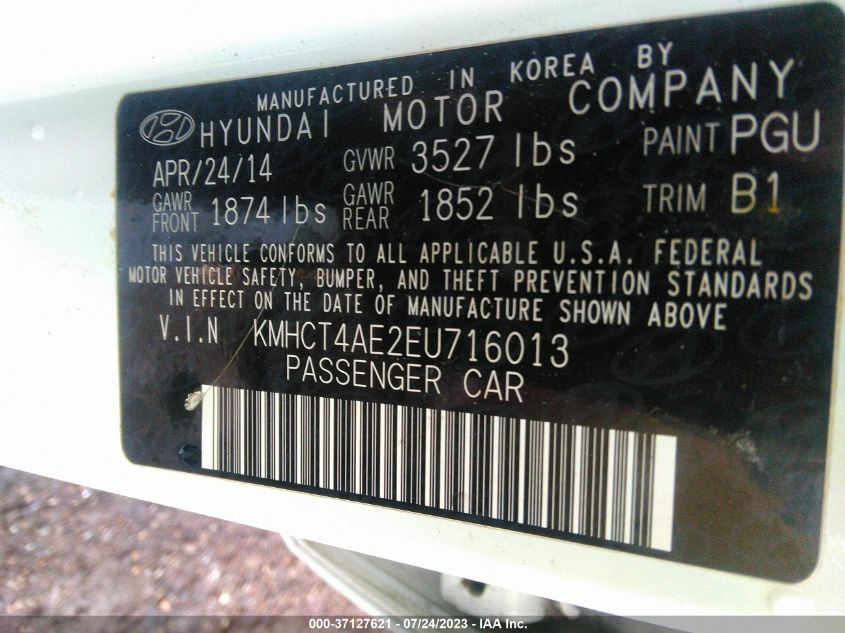 MANUFACTURED IN KOREA BY
HYUNDAI MOTOR COMPANY
APR/24/14 GVWR 3527 lbs PAINT PGU
GAWR FRONT 1874 lbs GAWR REAR 1852 lbs TRIM B1
THIS VEHICLE CONFORMS TO ALL APPLICABLE U.S.A. FEDERAL
MOTOR VEHICLE SAFETY, BUMPER, AND THEFT PREVENTION STANDARDS
IN EFFECT ON THE DATE OF MANUFACTURE SHOWN ABOVE
V.I.N KMHCT4AE2EU716013
PASSENGER CAR
000-37127621 - 07/24/2023 - IAA Inc.